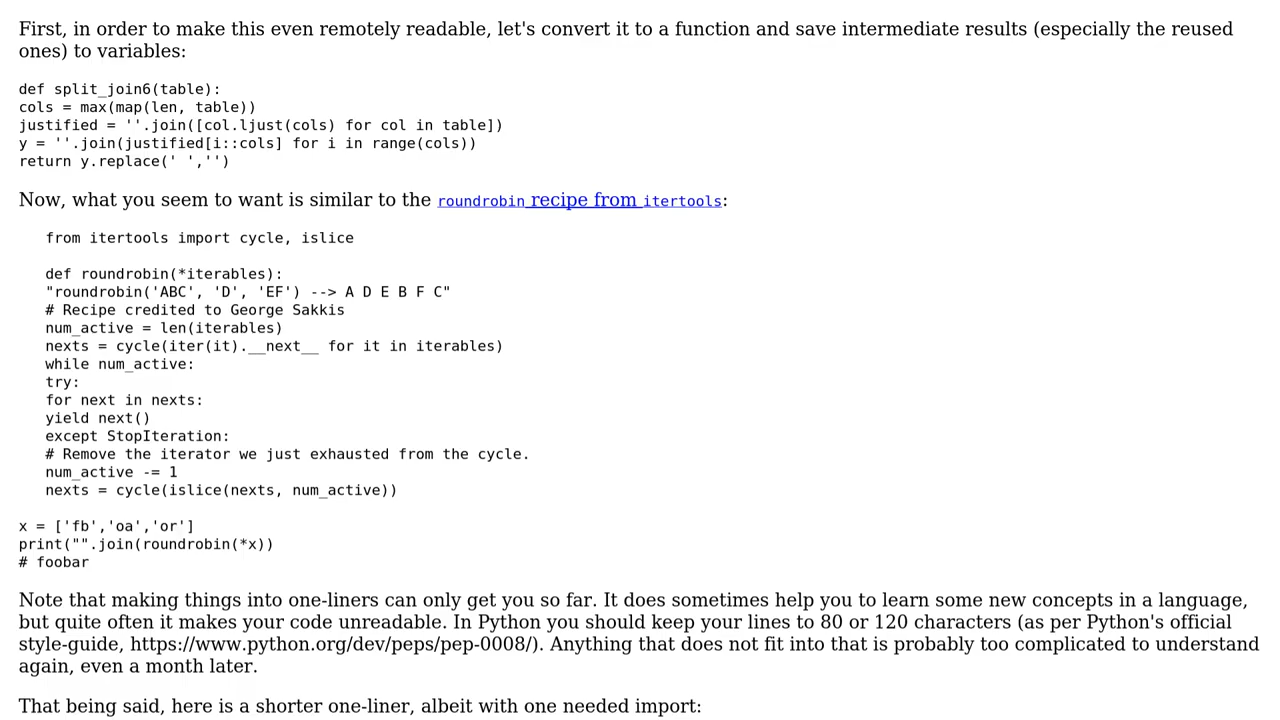 First, in order to make this even remotely readable, let's convert it to a function and save intermediate results (especially the reused
ones) to variables:
def split_join6(table):
cols = max(map(len, table))
justified = ''.join([col.ljust(cols) for col in table])
y = ''.join(justified[i::cols] for i in range(cols))
return y.replace(' ','')
Now, what you seem to want is similar to the roundrobin recipe from itertools:
from itertools import cycle, islice
def roundrobin(*iterables):
"roundrobin('ABC', 'D', 'EF') --> A D E B F C"
# Recipe credited to George Sakkis
num_active = len(iterables)
nexts = cycle(iter(it).__next__ for it in iterables)
while num_active:
try:
for next in nexts:
yield next()
except StopIteration:
# Remove the iterator we just exhausted from the cycle.
num_active -= 1
nexts = cycle(islice(nexts, num_active))
x = ['fb','oa','or']
print("".join(roundrobin(*x))
# foobar
Note that making things into one-liners can only get you so far. It does sometimes help you to learn some new concepts in a language,
but quite often it makes your code unreadable. In Python you should keep your lines to 80 or 120 characters (as per Python's official
style-guide, https://www.python.org/dev/peps/pep-0008/). Anything that does not fit into that is probably too complicated to understand
again, even a month later.
That being said, here is a shorter one-liner, albeit with one needed import: